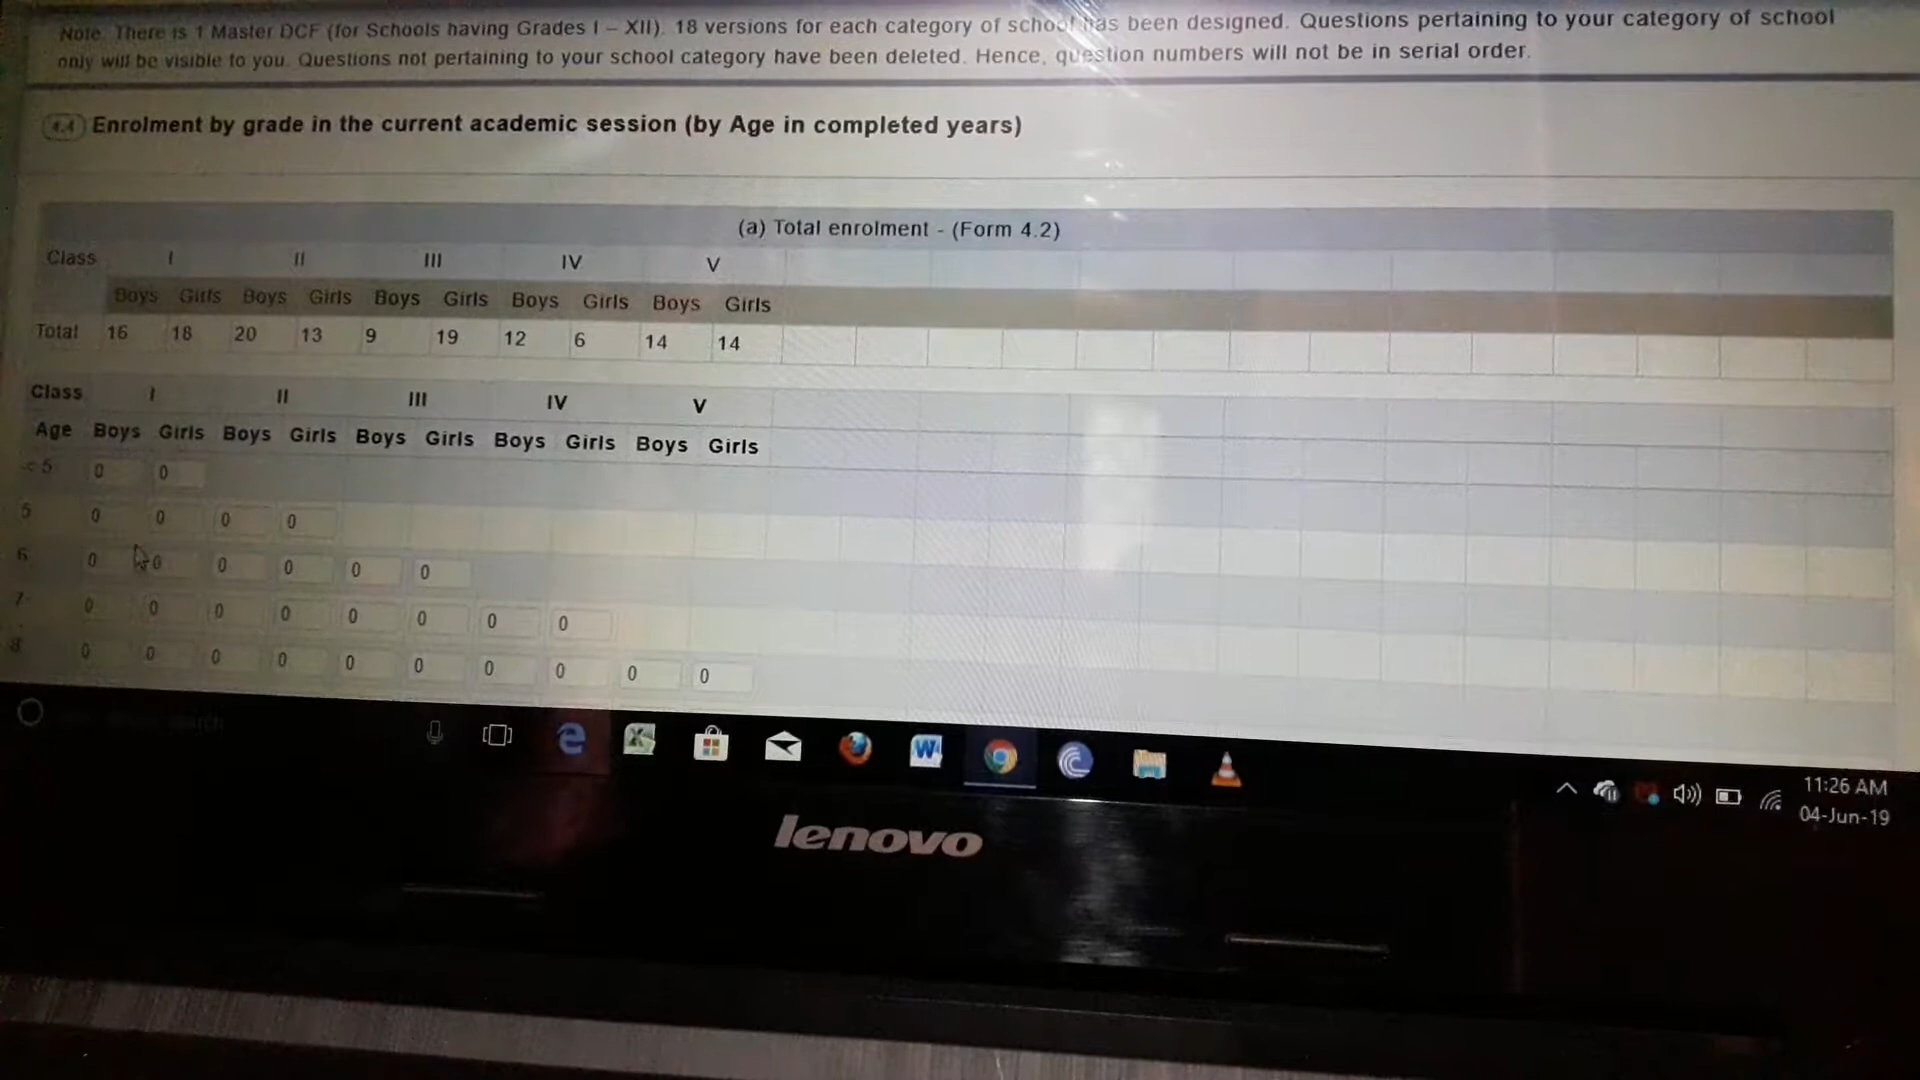 Note. There is 1 Master DCF (for Schools having Grades I – XII). 18 versions for each category of school has been designed. Questions pertaining to your category of school
only will be visible to you. Questions not pertaining to your school category have been deleted. Hence, question numbers will not be in serial order.
4.4 Enrolment by grade in the current academic session (by Age in completed years)
(a) Total enrolment - (Form 4.2)
Class I II III IV V
Boys Girls Boys Girls Boys Girls Boys Girls Boys Girls
Total 16 18 20 13 9 19 12 6 14 14
Class I II III IV V
Age Boys Girls Boys Girls Boys Girls Boys Girls Boys Girls
<5 0 0
5 0 0 0 0
6 0 0 0 0 0 0
7 0 0 0 0 0 0 0 0
8 0 0 0 0 0 0 0 0 0 0
search
11:26 AM
04-Jun-19
lenovo